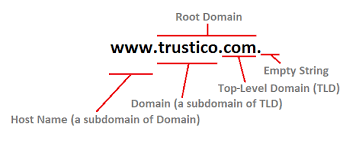 Root Domain
www.trustico.com.
Empty String
Top-Level Domain (TLD)
Domain (a subdomain of TLD)
Host Name (a subdomain of Domain)